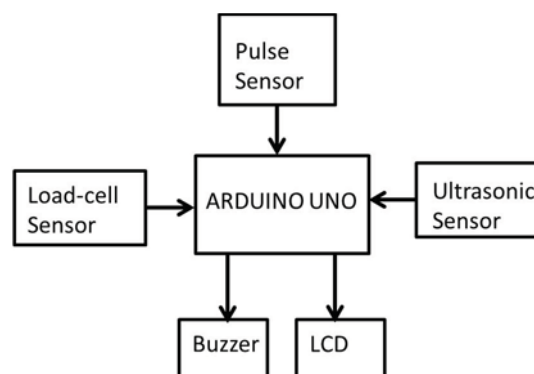 Pulse
Sensor
Load-cell
Sensor
ARDUINO UNO
Ultrasonic
Sensor
Buzzer
LCD